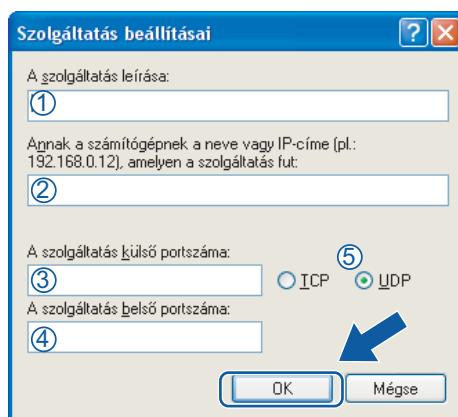 Szolgáltatás beállításai
A szolgáltatás leírása:
①
Annak a számítógépnek a neve vagy IP-címe (pl.:
192.168.0.12), amelyen a szolgáltatás fut:
②
A szolgáltatás külső portszáma:
③ TCP ⑤ UDP
A szolgáltatás belső portszáma:
④
OK Mégse